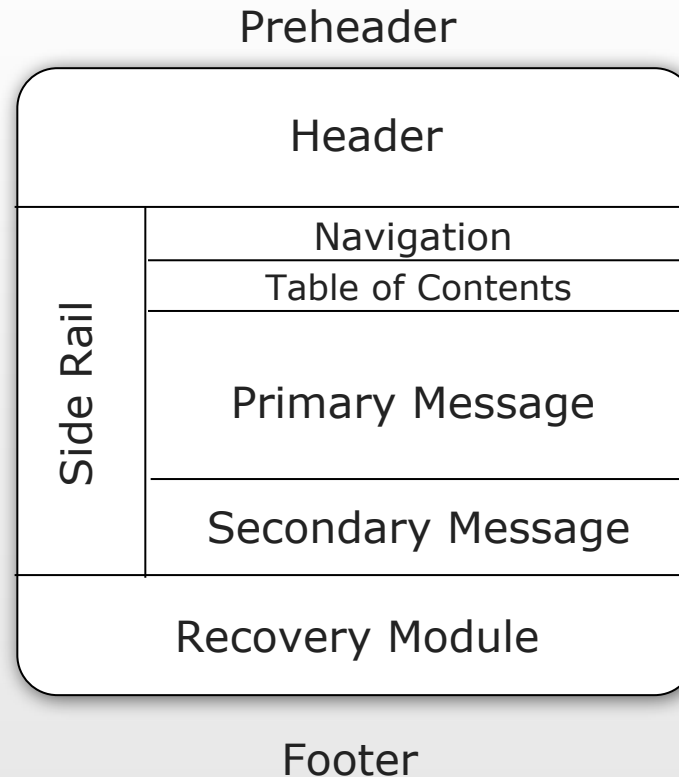 Preheader
Header
Navigation
Table of Contents
Side Rail
Primary Message
Secondary Message
Recovery Module
Footer